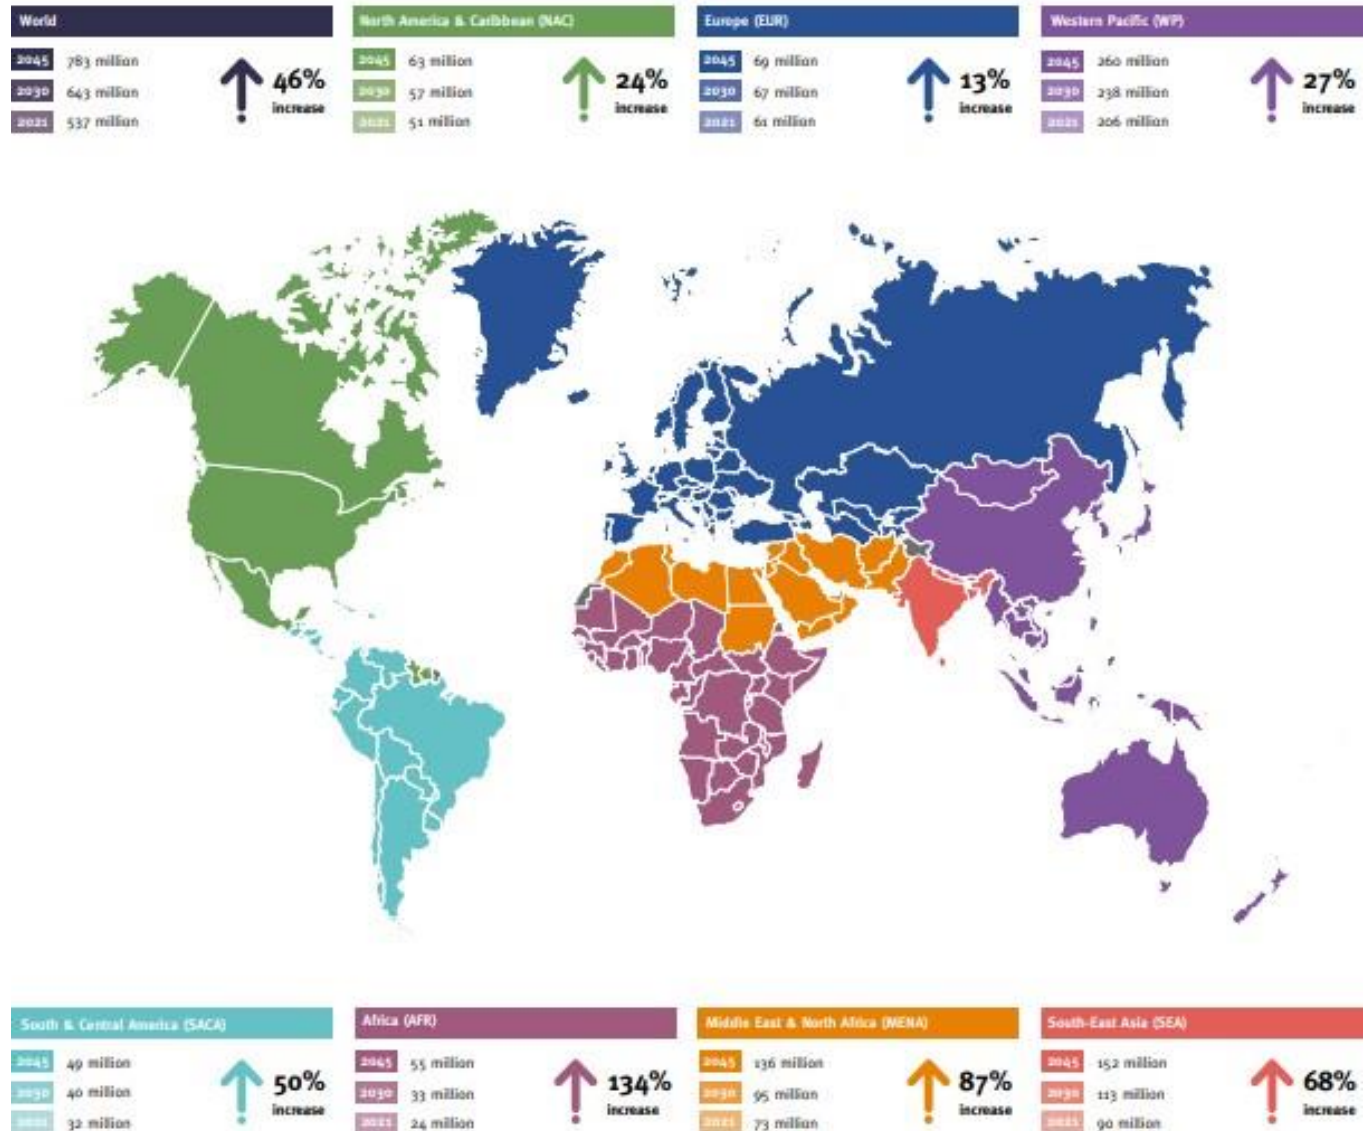 World
2045 783 million
2030 643 million
2021 537 million
46%
increase
North America & Caribbean (NAC)
2045 63 million
2030 57 million
2021 51 million
24%
increase
Europe (EUR)
2045 69 million
2030 67 million
2021 61 million
13%
increase
Western Pacific (WP)
2045 260 million
2030 238 million
2021 206 million
27%
increase
South & Central America (SACA)
2045 49 million
2030 40 million
2021 32 million
50%
increase
Africa (AFR)
2045 55 million
2030 33 million
2021 24 million
134%
increase
Middle East & North Africa (MENA)
2045 136 million
2030 95 million
2021 73 million
87%
increase
South-East Asia (SEA)
2045 152 million
2030 113 million
2021 90 million
68%
increase